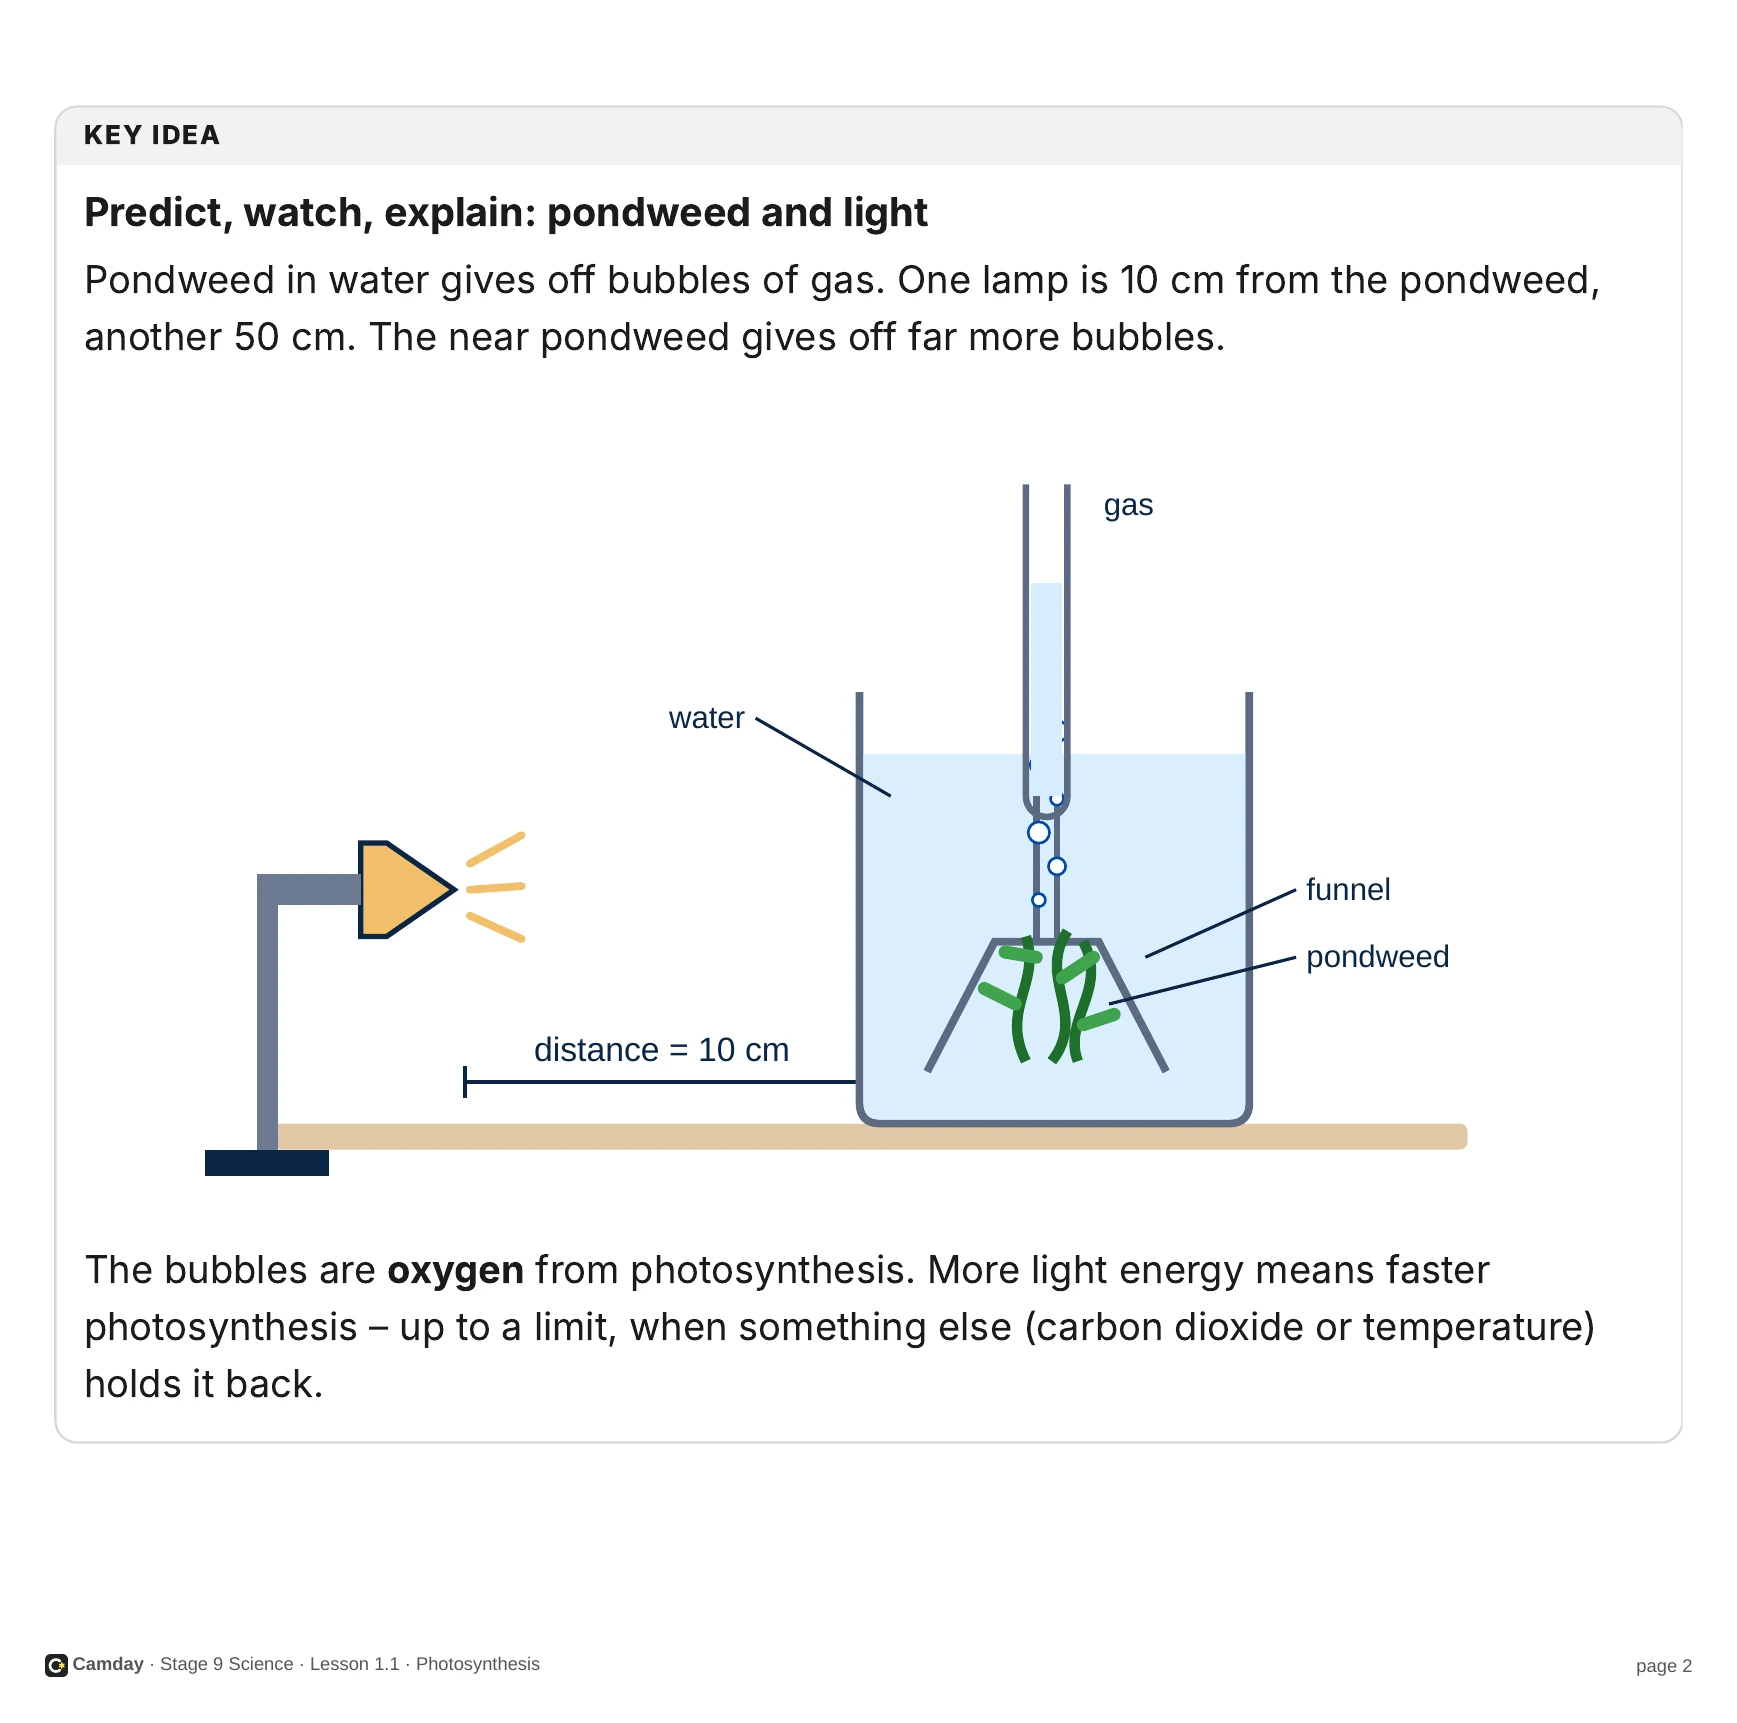 KEY IDEA
Predict, watch, explain: pondweed and light
Pondweed in water gives off bubbles of gas. One lamp is 10 cm from the pondweed,
another 50 cm. The near pondweed gives off far more bubbles.
gas
water
funnel
pondweed
distance = 10 cm
The bubbles are oxygen from photosynthesis. More light energy means faster
photosynthesis – up to a limit, when something else (carbon dioxide or temperature)
holds it back.
Camday · Stage 9 Science · Lesson 1.1 · Photosynthesis
page 2